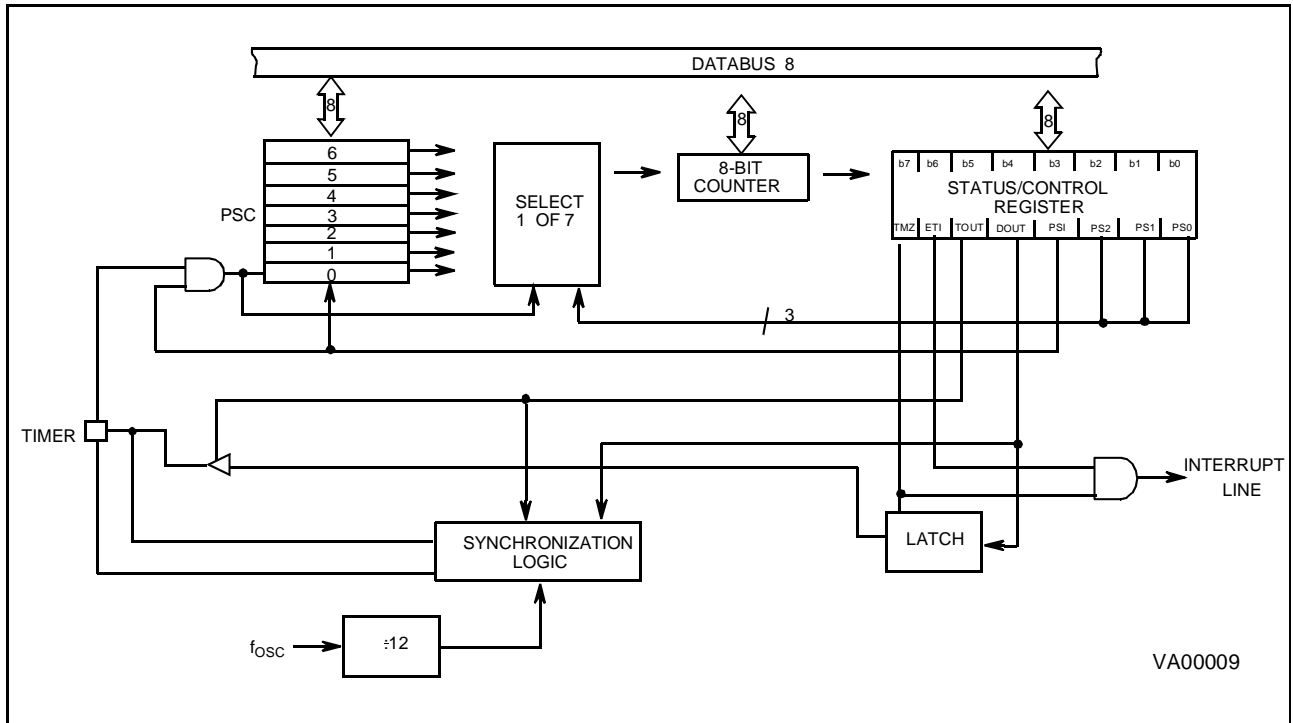 DATABUS 8
8
8
8
6
5
4
3
2
1
0
PSC
SELECT
1 OF 7
8-BIT
COUNTER
b7 b6 b5 b4 b3 b2 b1 b0
STATUS/CONTROL
REGISTER
TMZ ETI TOUT DOUT PSI PS2 PS1 PS0
3
TIMER
INTERRUPT
LINE
SYNCHRONIZATION
LOGIC
LATCH
fOSC
÷12
VA00009